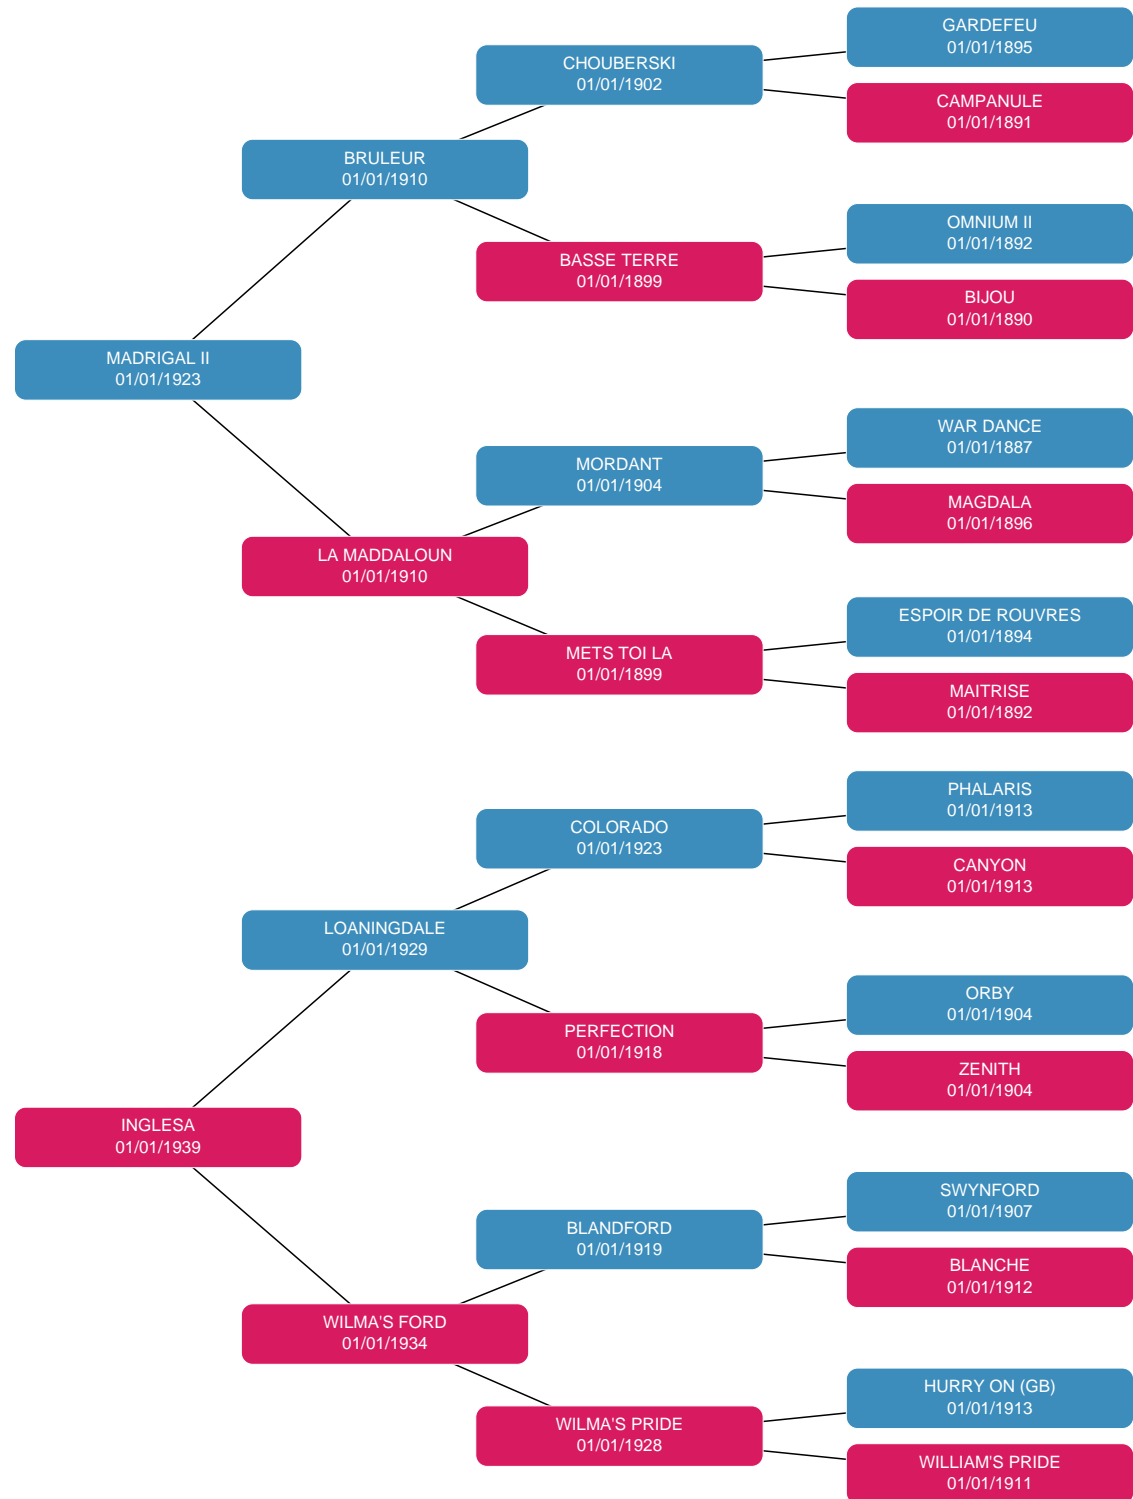 GARDEFEU
01/01/1895
CHOUBERSKI
01/01/1902
CAMPANULE
01/01/1891
BRULEUR
01/01/1910
OMNIUM II
01/01/1892
BASSE TERRE
01/01/1899
BIJOU
01/01/1890
MADRIGAL II
01/01/1923
WAR DANCE
01/01/1887
MORDANT
01/01/1904
MAGDALA
01/01/1896
LA MADDALOUN
01/01/1910
ESPOIR DE ROUVRES
01/01/1894
METS TOI LA
01/01/1899
MAITRISE
01/01/1892
PHALARIS
01/01/1913
COLORADO
01/01/1923
CANYON
01/01/1913
LOANINGDALE
01/01/1929
ORBY
01/01/1904
PERFECTION
01/01/1918
ZENITH
01/01/1904
INGLESA
01/01/1939
SWYNFORD
01/01/1907
BLANDFORD
01/01/1919
BLANCHE
01/01/1912
WILMA'S FORD
01/01/1934
HURRY ON (GB)
01/01/1913
WILMA'S PRIDE
01/01/1928
WILLIAM'S PRIDE
01/01/1911